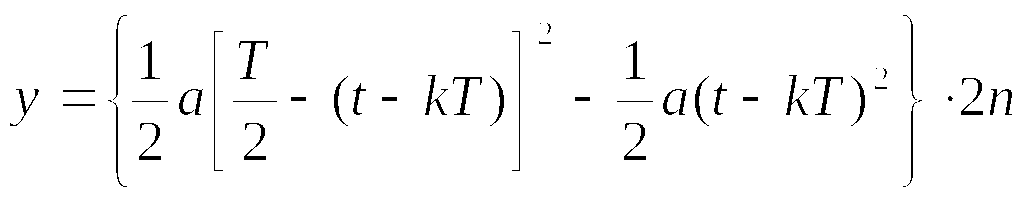 y = { 1/2 a [ T/2 - (t - kT) ]^2 - 1/2 a(t - kT)^2 } ·2n